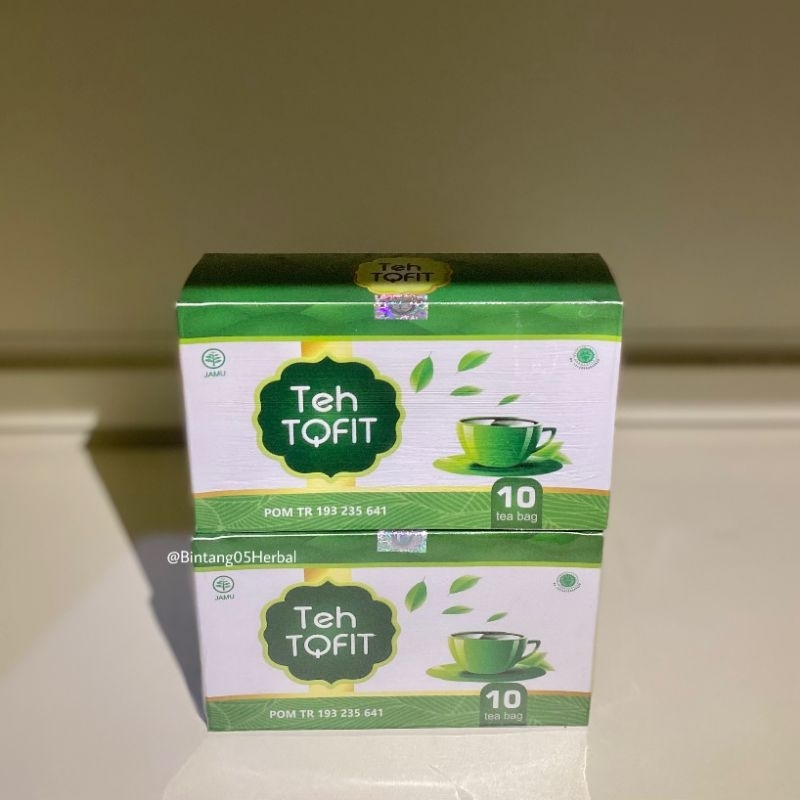 Teh
TQFIT
JAMU
Teh
TQFIT
POM TR 193 235 641
10
tea bag
@Bintang05Herbal
JAMU
Teh
TQFIT
POM TR 193 235 641
10
tea bag